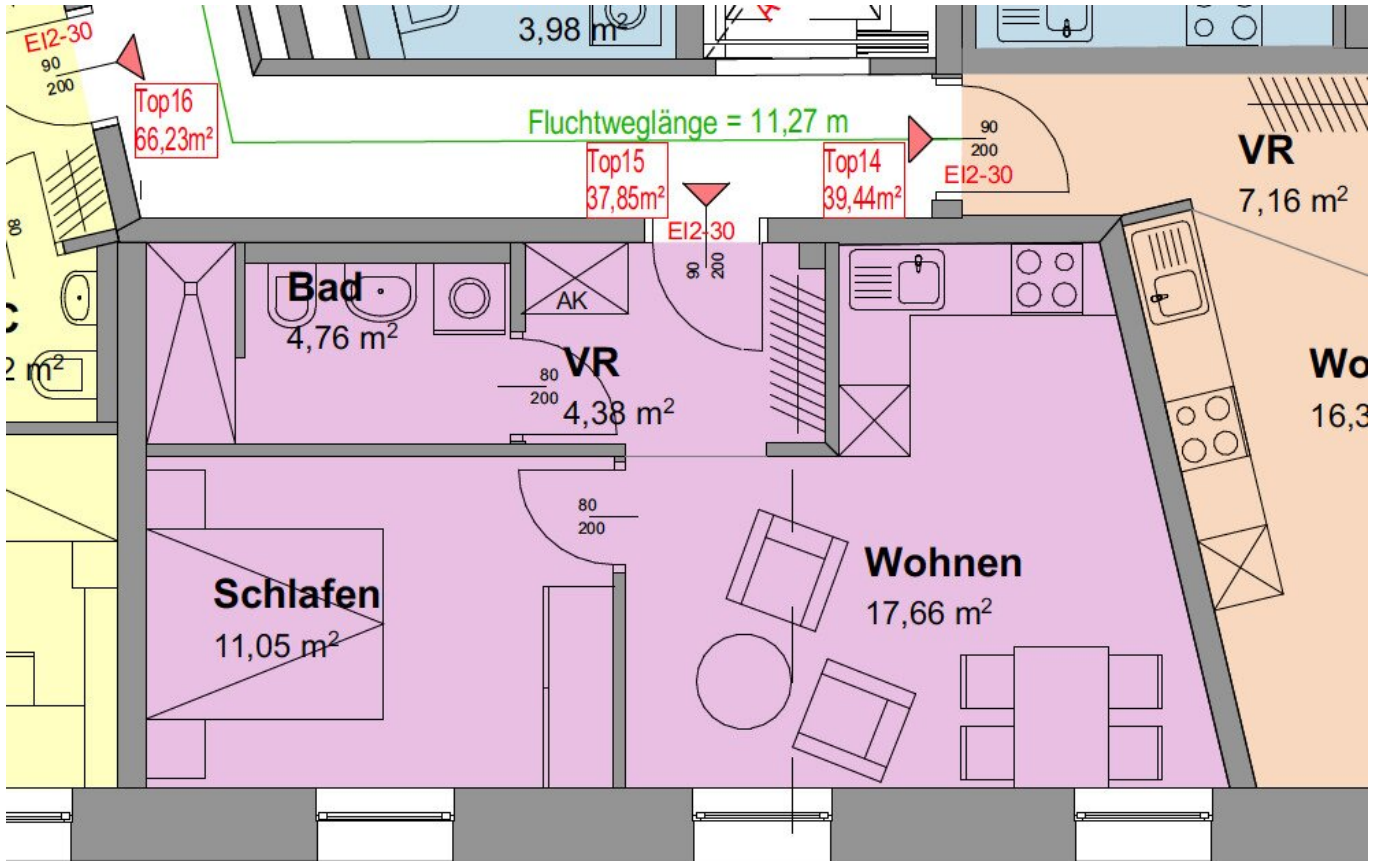 EI2-30
90
200
Top16
66,23m²
3,98 m²
Fluchtweglänge = 11,27 m
Top15
37,85m²
EI2-30
90
200
Top14
39,44m²
90
200
EI2-30
VR
7,16 m²
80
Bad
4,76 m²
AK
VR
4,38 m²
80
200
80
200
Schlafen
11,05 m²
Wohnen
17,66 m²
Wo
16,3
2 m²